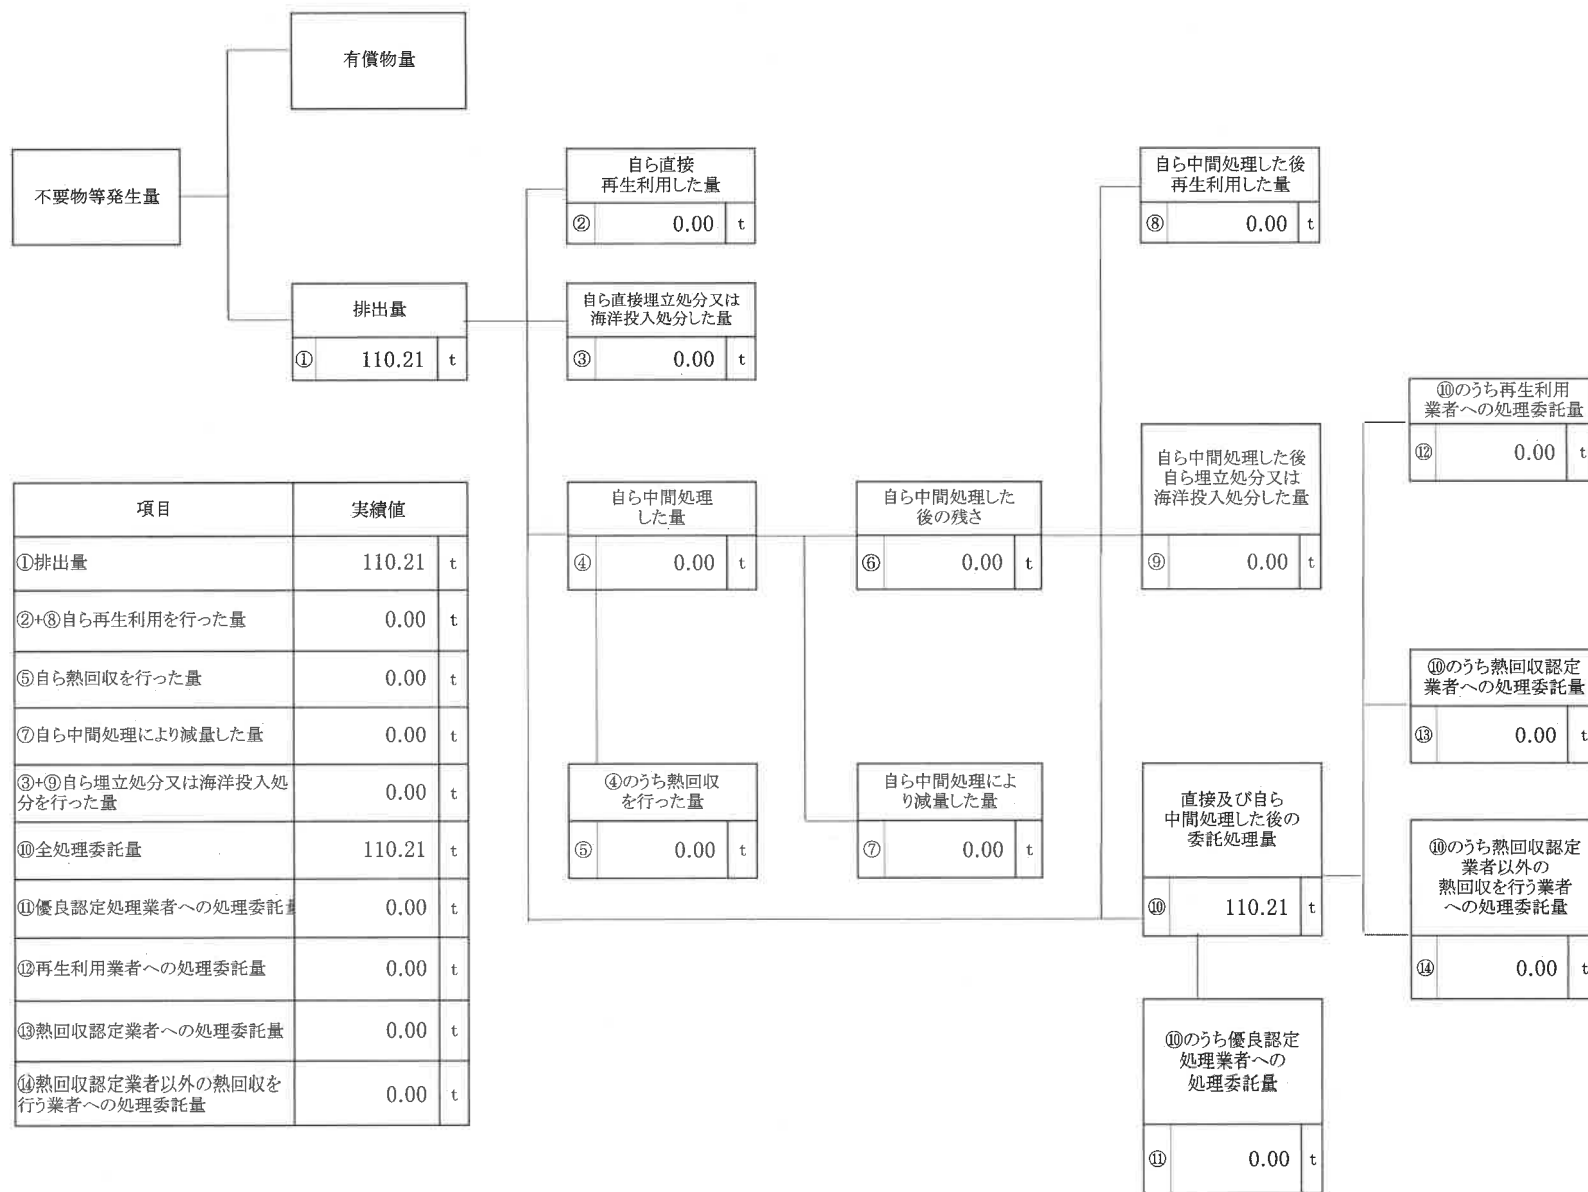 有償物量
不要物等発生量
排出量
① 110.21 t
自ら直接
再生利用した量
② 0.00 t
自ら直接埋立処分又は
海洋投入処分した量
③ 0.00 t
自ら中間処理
した量
④ 0.00 t
④のうち熱回収
を行った量
⑤ 0.00 t
自ら中間処理した
後の残さ
⑥ 0.00 t
自ら中間処理によ
り減量した量
⑦ 0.00 t
自ら中間処理した後
再生利用した量
⑧ 0.00 t
自ら中間処理した後
自ら埋立処分又は
海洋投入処分した量
⑨ 0.00 t
直接及び自ら
中間処理した後の
委託処理量
⑩ 110.21 t
⑩のうち優良認定
処理業者への
処理委託量
⑪ 0.00 t
⑩のうち再生利用
業者への処理委託量
⑫ 0.00 t
⑩のうち熱回収認定
業者への処理委託量
⑬ 0.00 t
⑩のうち熱回収認定
業者以外の
熱回収を行う業者
への処理委託量
⑭ 0.00 t
項目 実績値
①排出量 110.21 t
②+⑧自ら再生利用を行った量 0.00 t
⑤自ら熱回収を行った量 0.00 t
⑦自ら中間処理により減量した量 0.00 t
③+⑨自ら埋立処分又は海洋投入処
分を行った量 0.00 t
⑩全処理委託量 110.21 t
⑪優良認定処理業者への処理委託量 0.00 t
⑫再生利用業者への処理委託量 0.00 t
⑬熱回収認定業者への処理委託量 0.00 t
⑭熱回収認定業者以外の熱回収を
行う業者への処理委託量 0.00 t